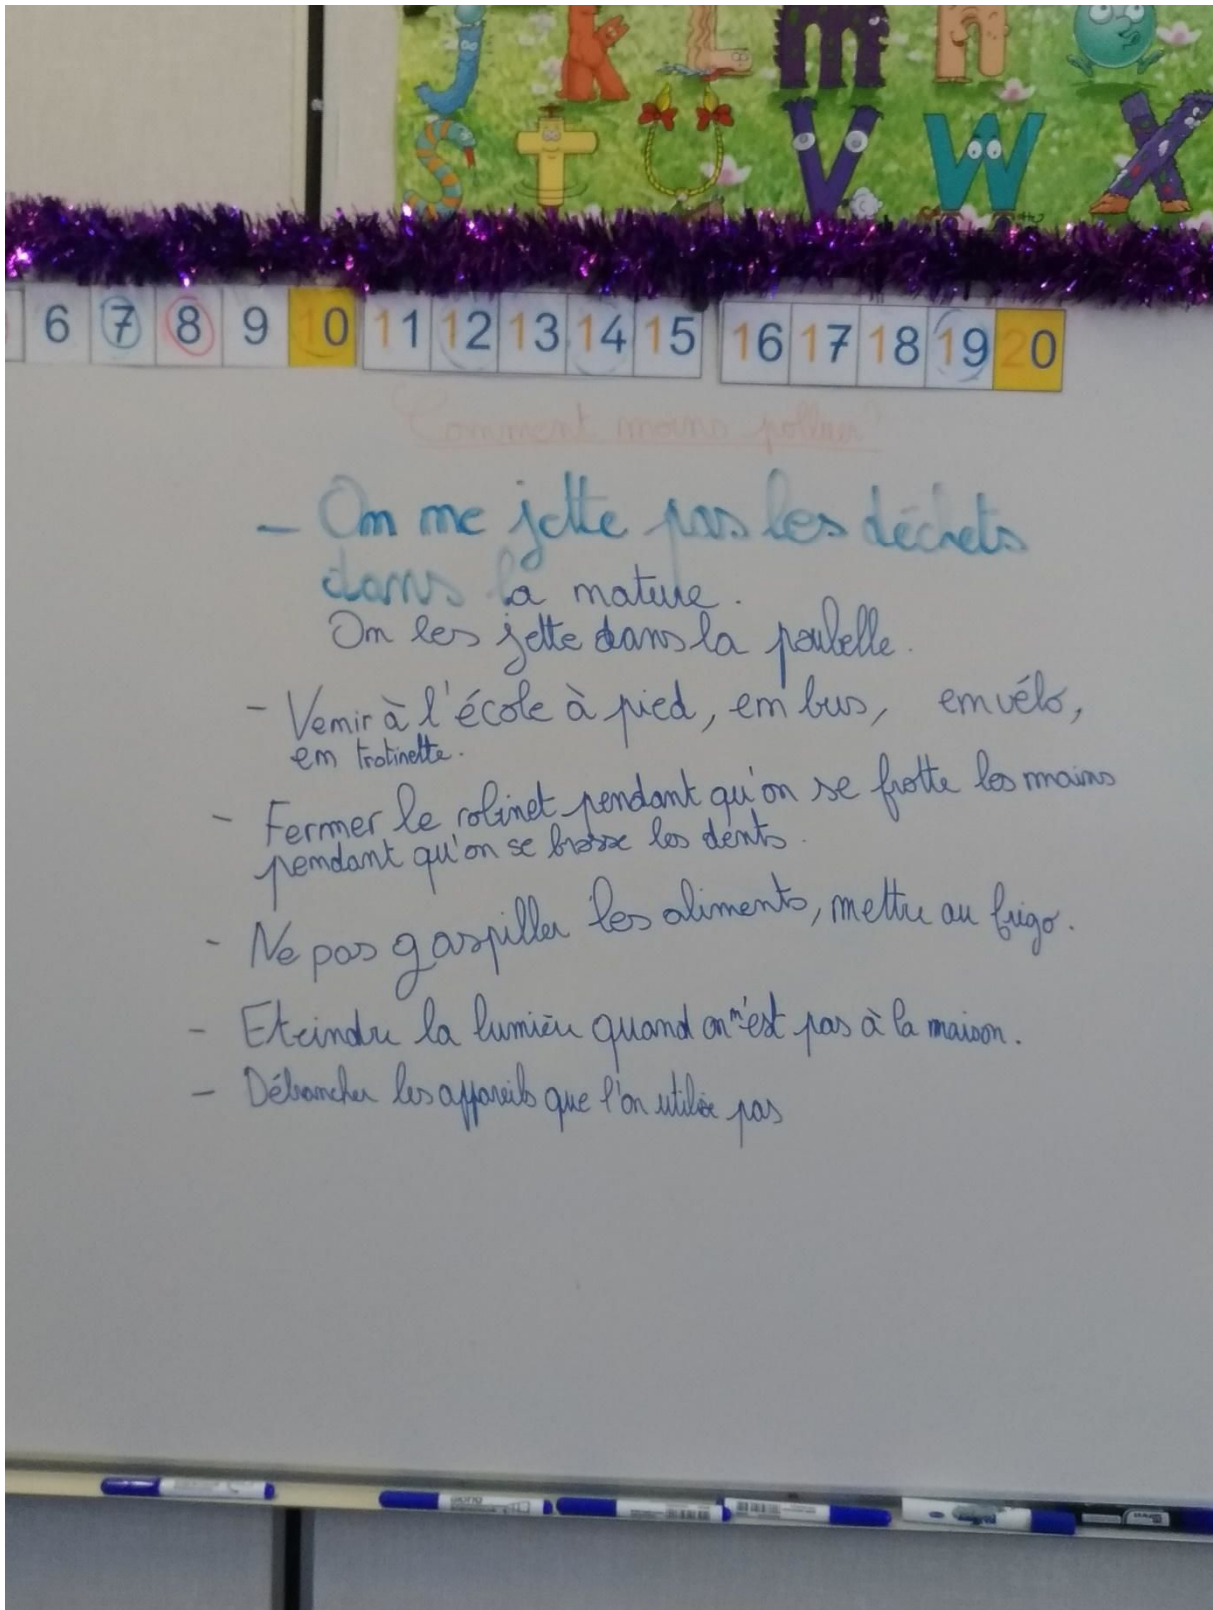 j k l m n o
s t u v w x
6 7 8 9 10 11 12 13 14 15 16 17 18 19 20
Comment moins polluer?
- On ne jette pas les déchets
dans la nature.
On les jette dans la poubelle.
- Venir à l'école à pied, en bus, en vélo,
en trotinette.
- Fermer le robinet pendant qu'on se frotte les mains
pendant qu'on se brosse les dents.
- Ne pas gaspiller les aliments, mettre au frigo.
- Eteindre la lumière quand on n'est pas à la maison.
- Débrancher les appareils que l'on utilise pas